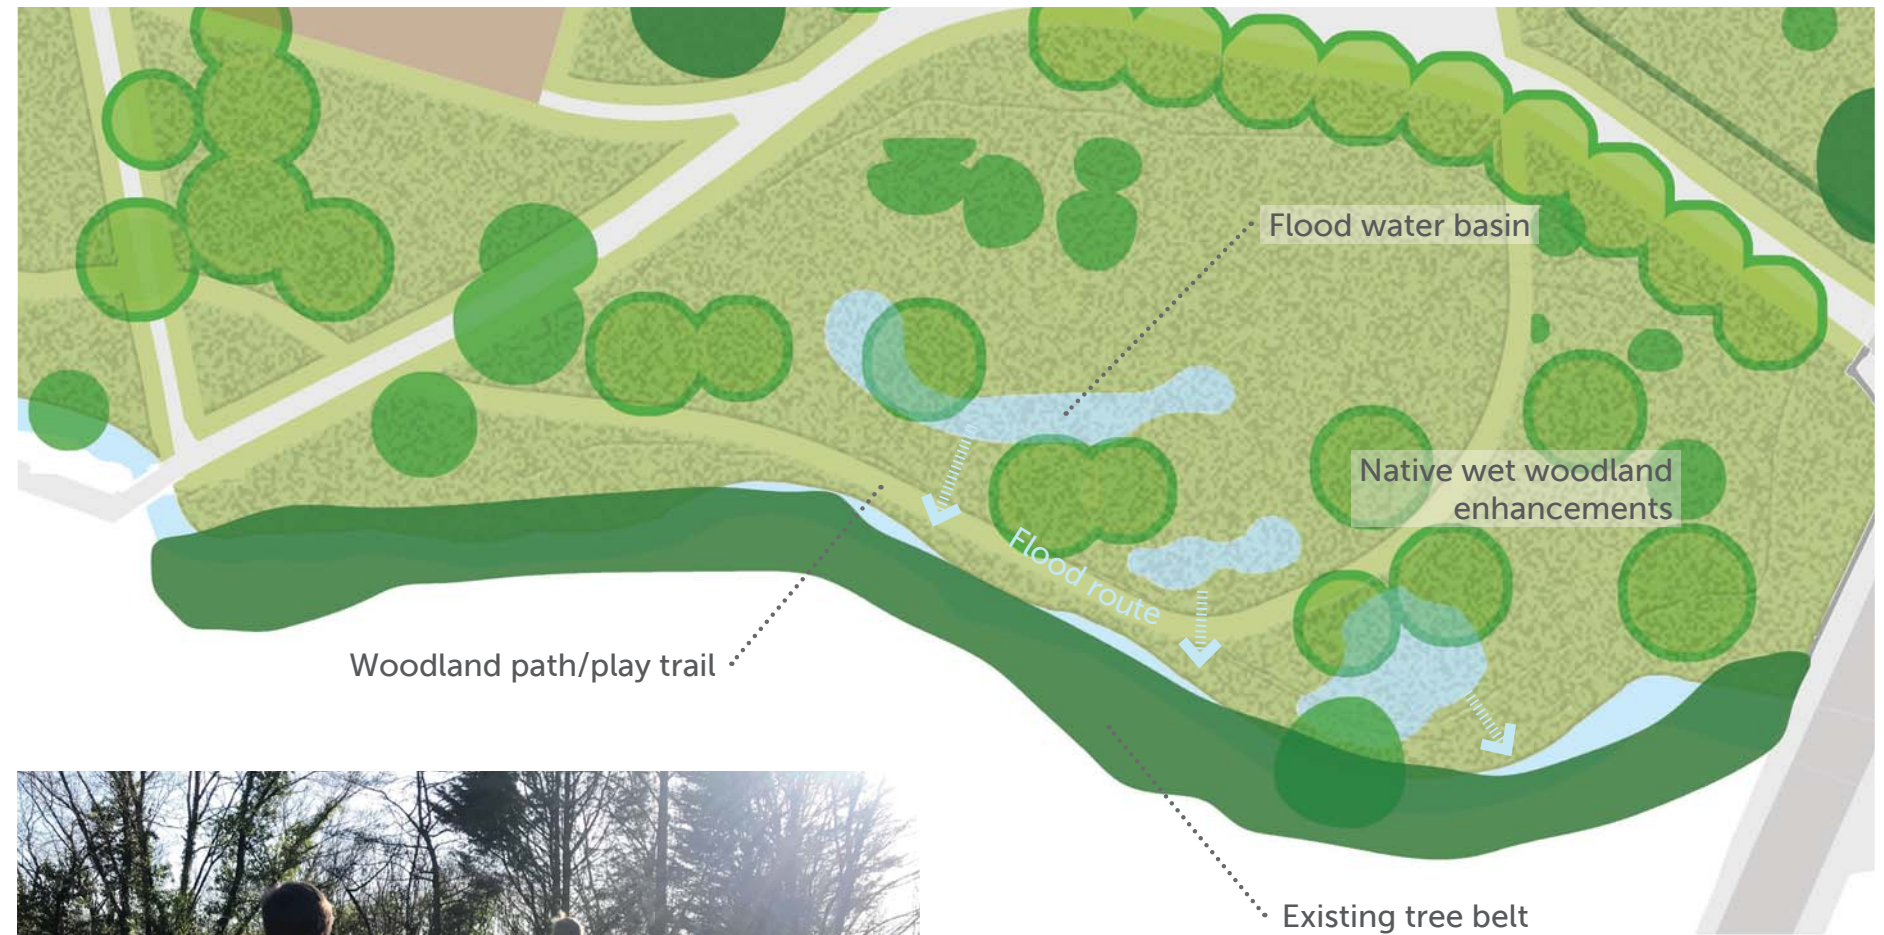 Flood water basin
Native wet woodland
enhancements
Flood route
Woodland path/play trail
Existing tree belt